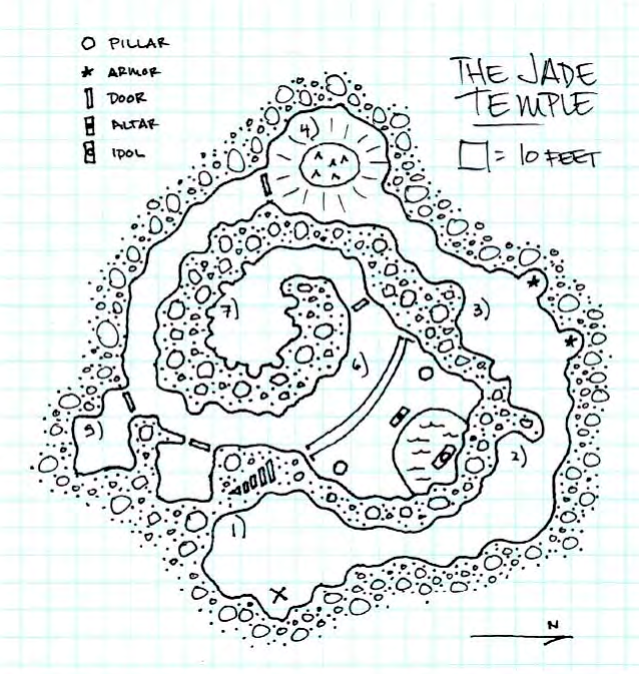 PILLAR
ARMOR
DOOR
ALTAR
IDOL
THE JADE
TEMPLE
= 10 FEET
4)
7)
3)
6)
5)
2)
1)
X
N